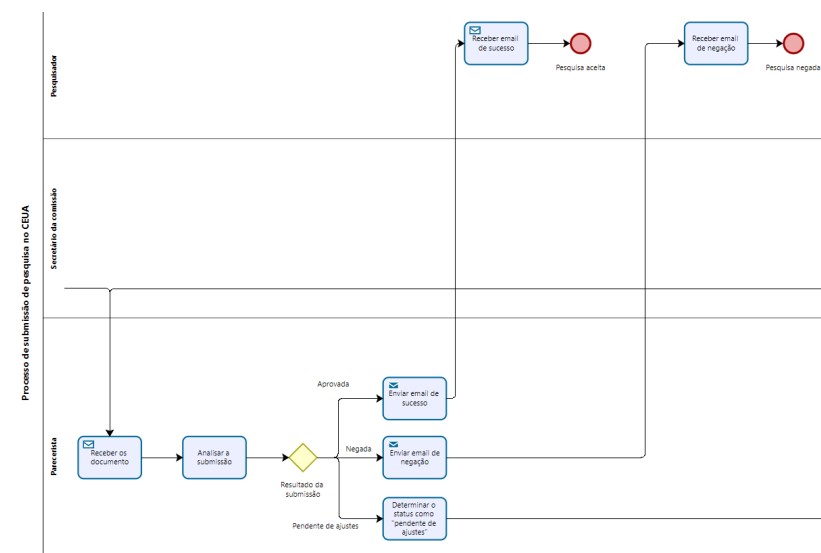 Processo de submissão de pesquisa no CEUA
Pesquisador
Receber email
de sucesso
Pesquisa aceita
Receber email
de negação
Pesquisa negada
Secretário da comissão
Parecerista
Receber os
documento
Analisar a
submissão
Resultado da
submissão
Aprovada
Enviar email de
sucesso
Negada
Enviar email de
negação
Pendente de ajustes
Determinar o
status como
"pendente de
ajustes"